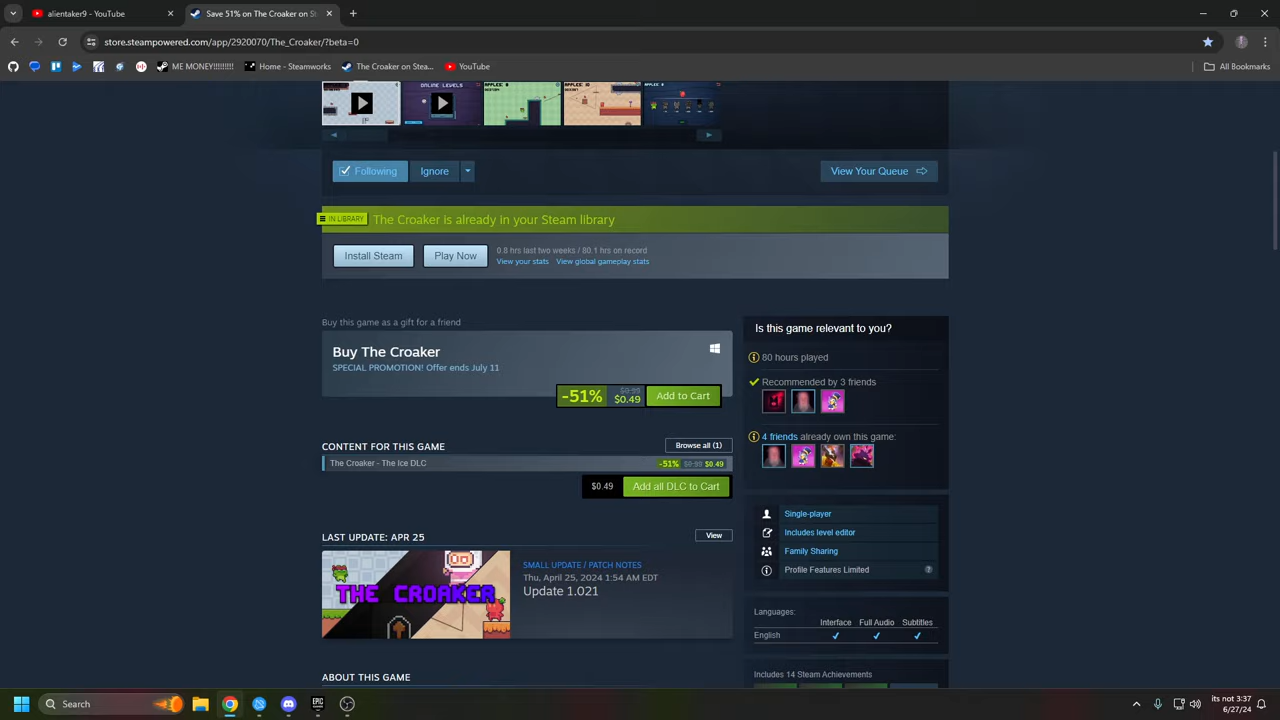 alientaker9 - YouTube
Save 51% on The Croaker on St
store.steampowered.com/app/2920070/The_Croaker/?beta=0
ME MONEY!!!!!!!!!
Home - Steamworks
The Croaker on Stea...
YouTube
All Bookmarks
ONLINE LEVELS
Following
Ignore
View Your Queue
IN LIBRARY
The Croaker is already in your Steam library
Install Steam
Play Now
0.8 hrs last two weeks / 80.1 hrs on record
View your stats
View global gameplay stats
Buy this game as a gift for a friend
Is this game relevant to you?
Buy The Croaker
SPECIAL PROMOTION! Offer ends July 11
-51%
$0.99
$0.49
Add to Cart
80 hours played
Recommended by 3 friends
4 friends already own this game:
CONTENT FOR THIS GAME
Browse all (1)
The Croaker - The Ice DLC
-51% $0.99 $0.49
$0.49
Add all DLC to Cart
Single-player
Includes level editor
Family Sharing
Profile Features Limited
?
LAST UPDATE: APR 25
View
THE CROAKER
SMALL UPDATE / PATCH NOTES
Thu, April 25, 2024 1:54 AM EDT
Update 1.021
Languages:
Interface
Full Audio
Subtitles
English
Includes 14 Steam Achievements
ABOUT THIS GAME
Search
EPIC
its not 3:37
6/27/24